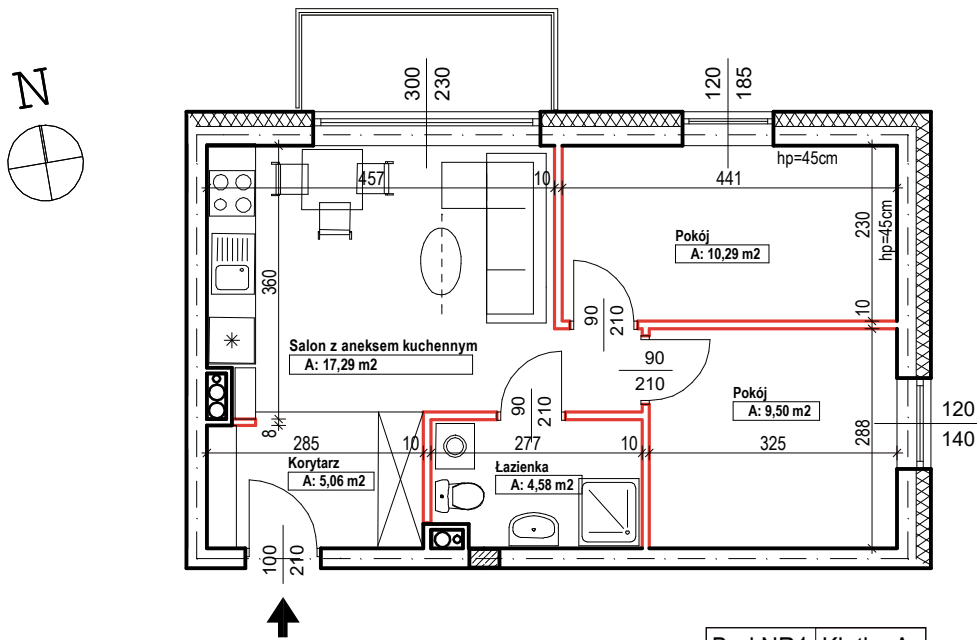 N
300
230
120
185
hp=45cm
457
10
441
230
hp=45cm
Pokój
A: 10,29 m2
360
90
210
10
Salon z aneksem kuchennym
A: 17,29 m2
90
210
Pokój
A: 9,50 m2
90
210
120
140
8
285
10
277
10
325
288
Korytarz
A: 5,06 m2
Łazienka
A: 4,58 m2
100
210